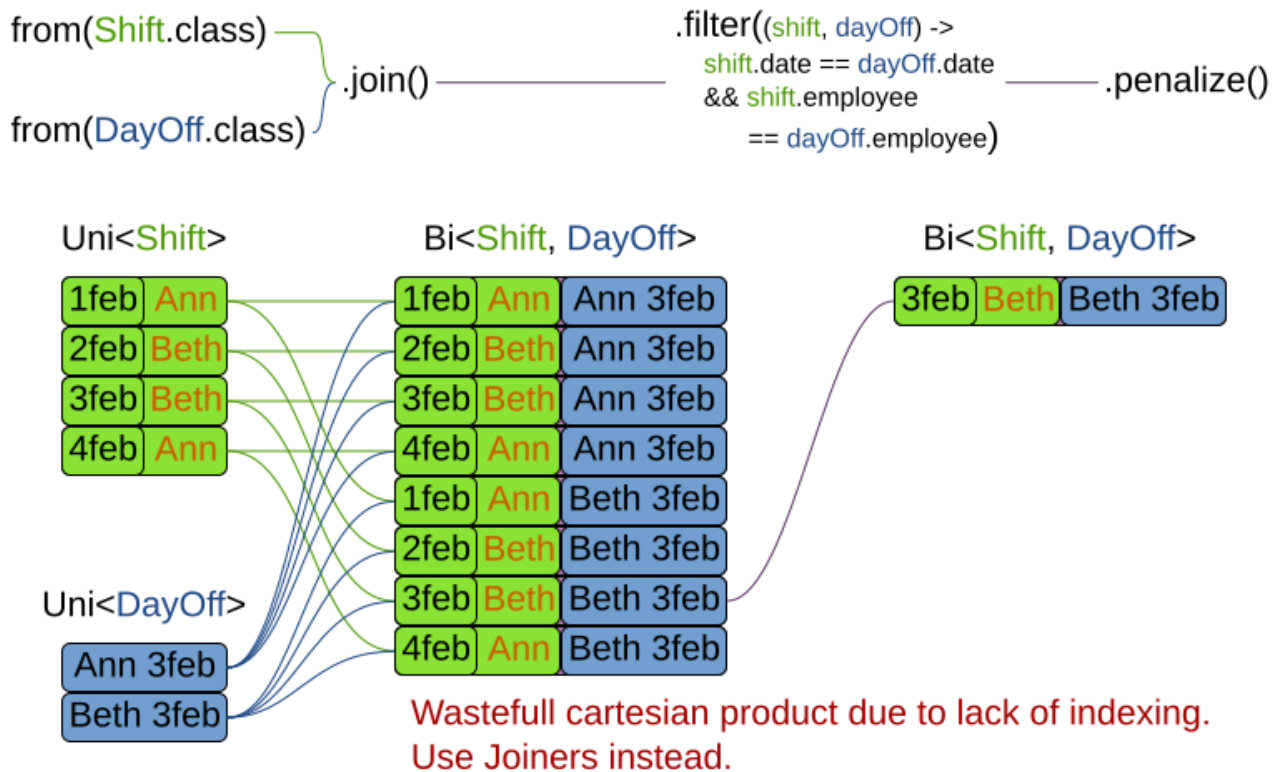 from(Shift.class)
from(DayOff.class)
.join()
.filter((shift, dayOff) ->
shift.date == dayOff.date
&& shift.employee
== dayOff.employee)
.penalize()
Uni<Shift>
1feb Ann
2feb Beth
3feb Beth
4feb Ann
Uni<DayOff>
Ann 3feb
Beth 3feb
Bi<Shift, DayOff>
1feb Ann Ann 3feb
2feb Beth Ann 3feb
3feb Beth Ann 3feb
4feb Ann Ann 3feb
1feb Ann Beth 3feb
2feb Beth Beth 3feb
3feb Beth Beth 3feb
4feb Ann Beth 3feb
Bi<Shift, DayOff>
3feb Beth Beth 3feb
Wastefull cartesian product due to lack of indexing.
Use Joiners instead.